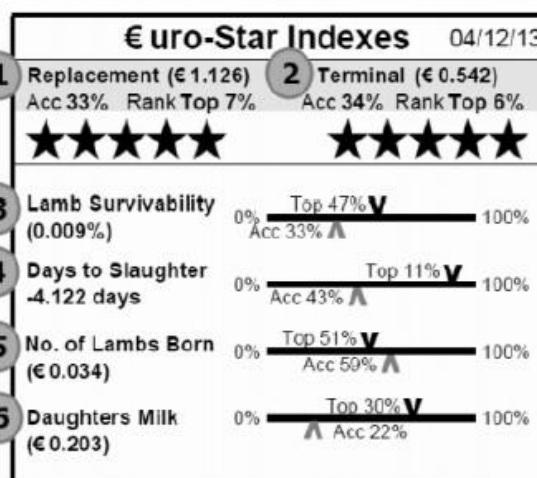 €uro-Star Indexes 04/12/13
1 Replacement (€1.126) 2 Terminal (€0.542)
Acc 33% Rank Top 7% Acc 34% Rank Top 6%
3 Lamb Survivability 0% Top 47% 100%
(0.009%) Acc 33%
4 Days to Slaughter 0% Top 11% 100%
-4.122 days Acc 43%
5 No. of Lambs Born 0% Top 51% 100%
(€0.034) Acc 59%
6 Daughters Milk 0% Top 30% 100%
(€0.203) Acc 22%